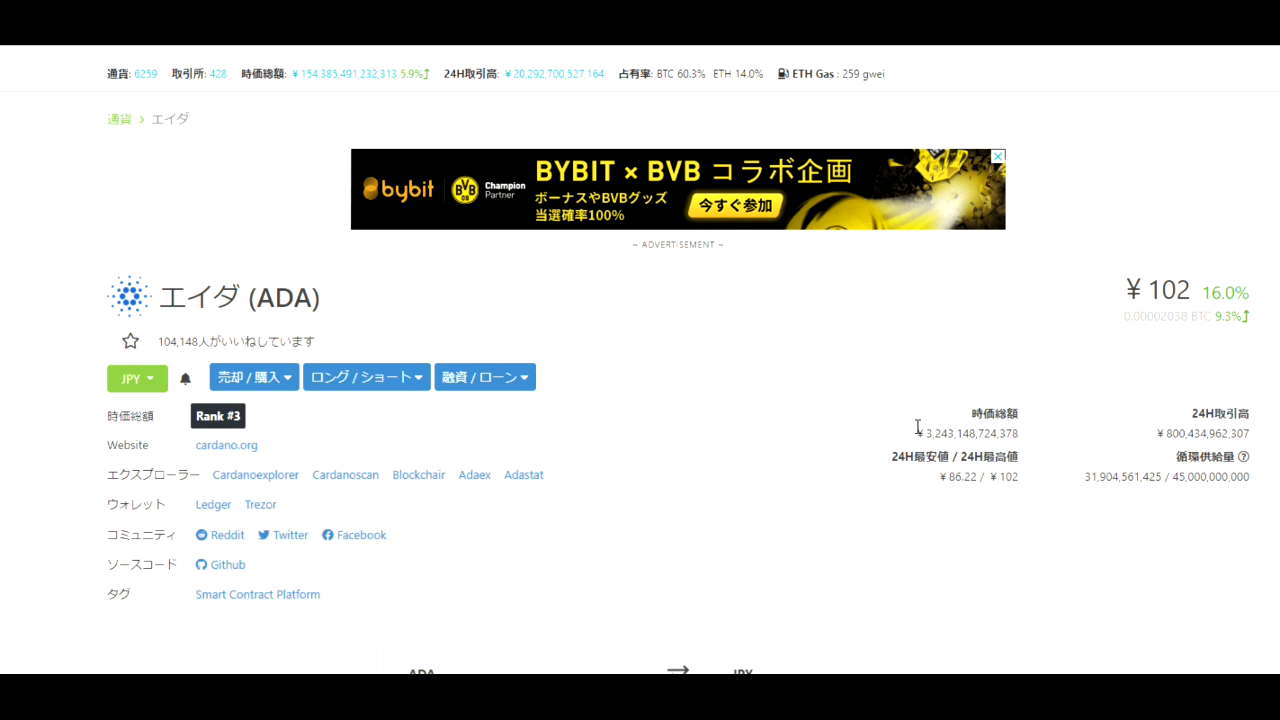 通貨: 6259 取引所: 428 時価総額: ¥154,385,491,232,313 5.9% 24H取引高: ¥20,292,700,527,164 占有率: BTC 60.3% ETH 14.0% ETH Gas : 259 gwei
通貨 > エイダ
bybit BVB 09 Champion Partner
BYBIT × BVB コラボ企画
ボーナスやBVBグッズ
当選確率100%
今すぐ参加
~ ADVERTISEMENT ~
エイダ (ADA)
¥102 16.0%
0.00002038 BTC 9.3%
104,148人がいいねしています
JPY 売却 / 購入 ロング / ショート 融資 / ローン
時価総額 Rank #3
Website cardano.org
エクスプローラー Cardanoexplorer Cardanoscan Blockchair Adaex Adastat
ウォレット Ledger Trezor
コミュニティ Reddit Twitter Facebook
ソースコード Github
タグ Smart Contract Platform
時価総額 24H取引高
¥3,243,148,724,378 ¥800,434,962,307
24H最安値 / 24H最高値 循環供給量
¥86.22 / ¥102 31,904,561,425 / 45,000,000,000
ADA JPY